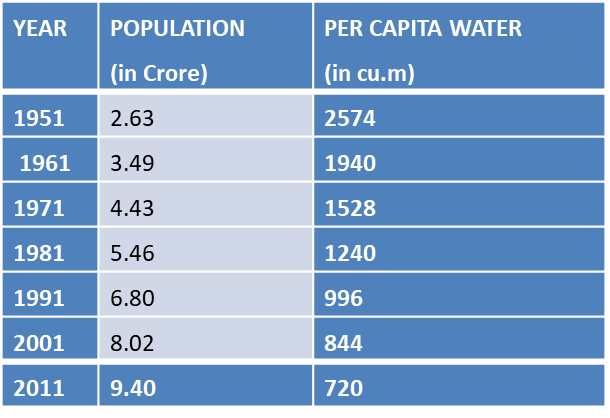 YEAR POPULATION (in Crore) PER CAPITA WATER (in cu.m)
1951 2.63 2574
1961 3.49 1940
1971 4.43 1528
1981 5.46 1240
1991 6.80 996
2001 8.02 844
2011 9.40 720